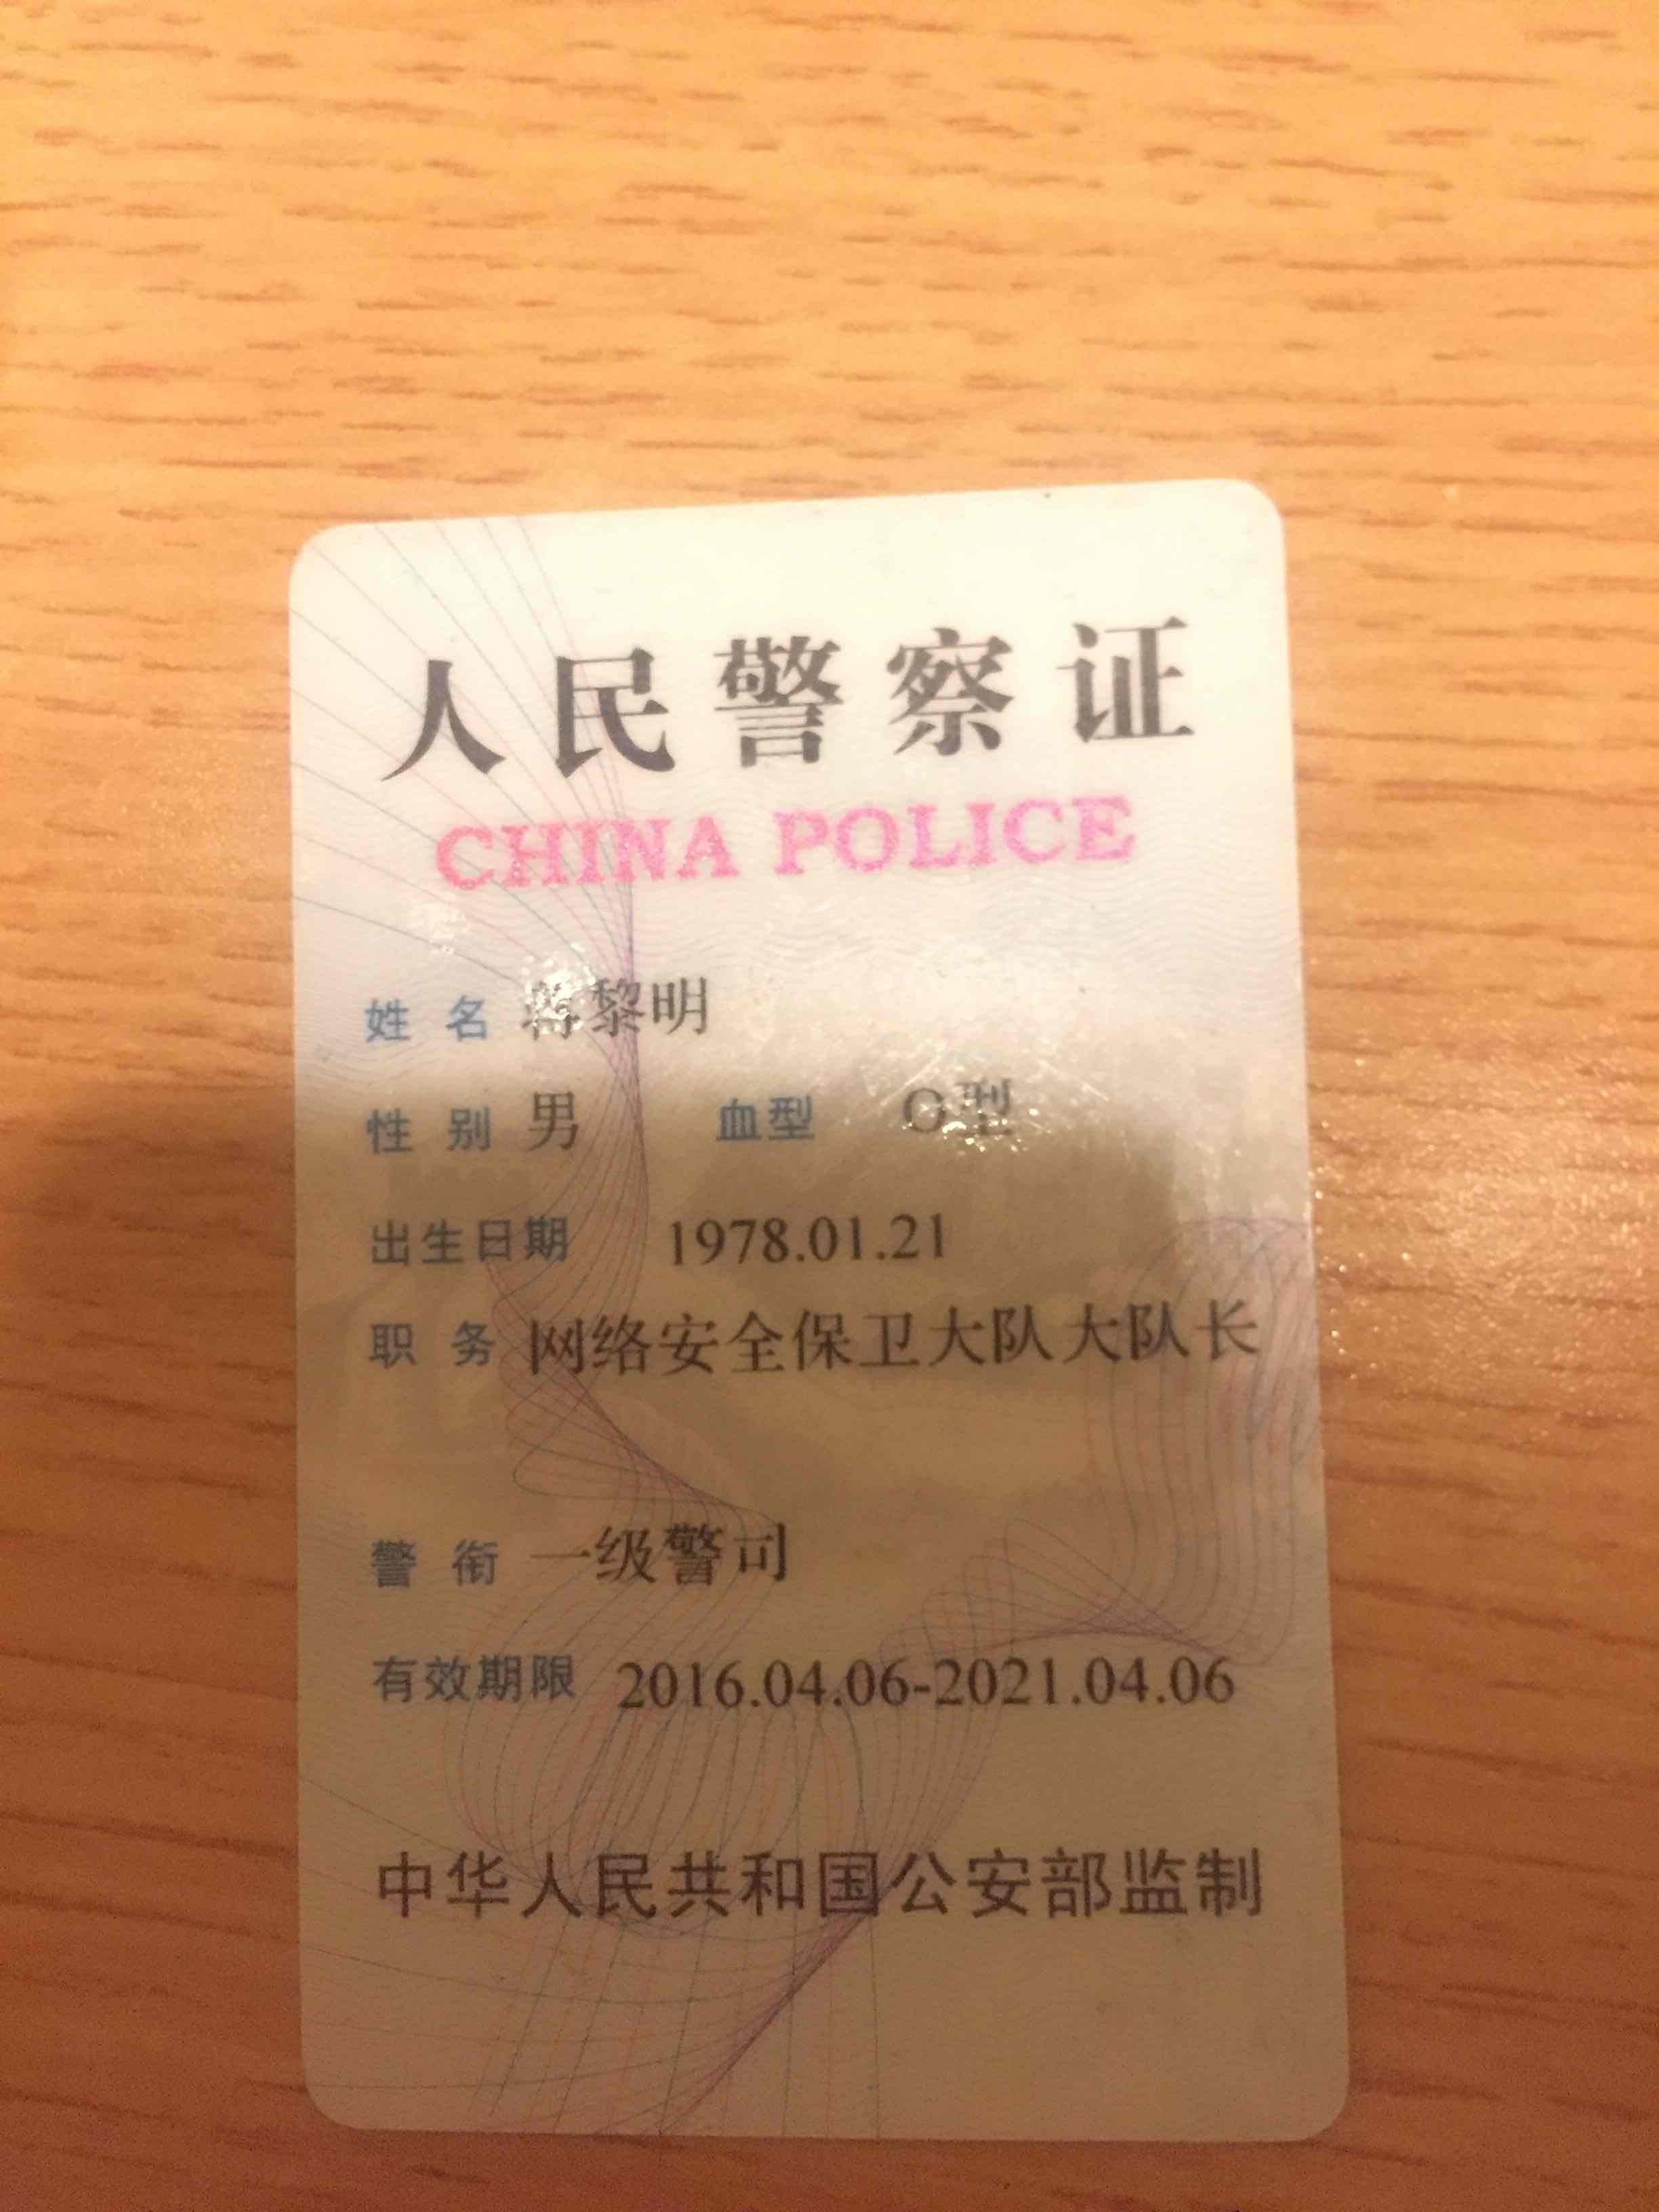 人民警察证
CHINA POLICE
姓 名 黎明
性 别 男 血型 O型
出生日期 1978.01.21
职 务 网络安全保卫大队大队长
警 衔 一级警司
有效期限 2016.04.06-2021.04.06
中华人民共和国公安部监制